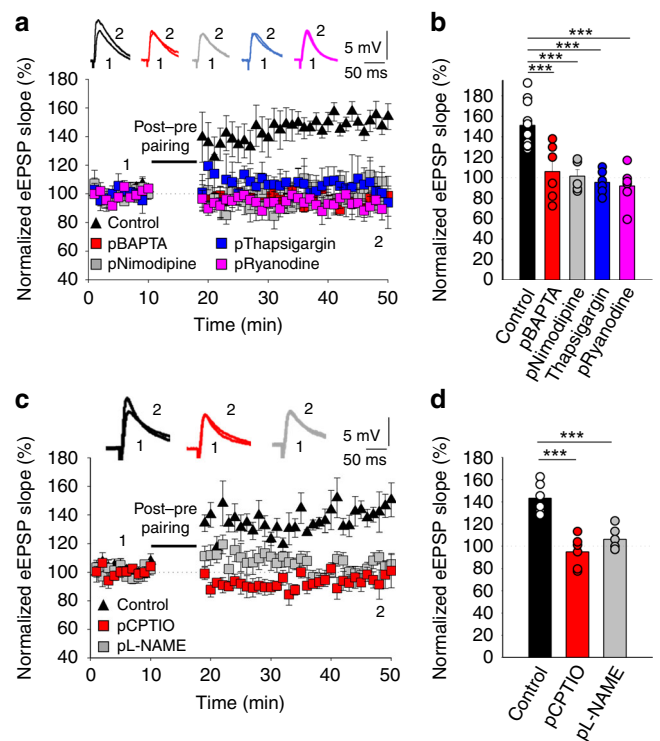 a
1 2 1 2 1 2 1 2 1 2
5 mV
50 ms
Normalized eEPSP slope (%)
180
160
140
120
100
80
60
40
Post–pre
pairing
1
2
Control
pBAPTA
pNimodipine
pThapsigargin
pRyanodine
0 10 20 30 40 50
Time (min)
b
*** 
***
***
***
Normalized eEPSP slope (%)
180
160
140
120
100
80
60
40
20
0
Control
pBAPTA
pNimodipine
Thapsigargin
pRyanodine
c
1 2 1 2 1 2
5 mV
50 ms
Normalized eEPSP slope (%)
180
160
140
120
100
80
60
40
Post–pre
pairing
1
2
Control
pCPTIO
pL-NAME
0 10 20 30 40 50
Time (min)
d
***
***
Normalized eEPSP slope (%)
180
160
140
120
100
80
60
40
20
0
Control
pCPTIO
pL-NAME